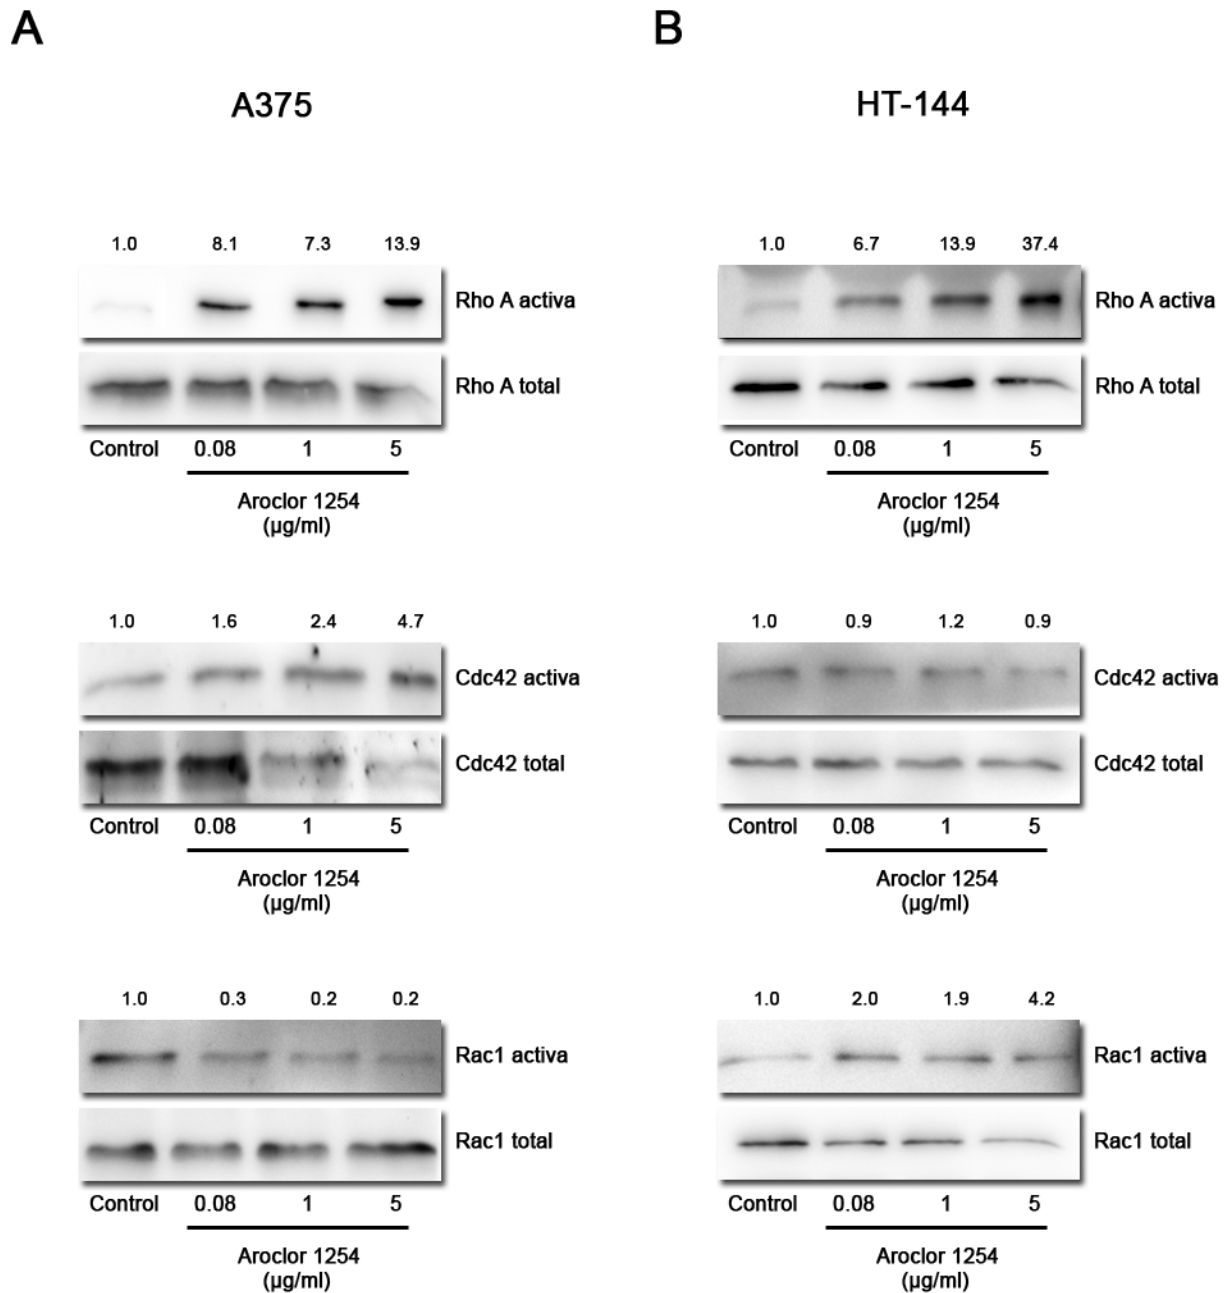 A
A375
1.0 8.1 7.3 13.9
Rho A activa
Rho A total
Control 0.08 1 5
Aroclor 1254
(µg/ml)
1.0 1.6 2.4 4.7
Cdc42 activa
Cdc42 total
Control 0.08 1 5
Aroclor 1254
(µg/ml)
1.0 0.3 0.2 0.2
Rac1 activa
Rac1 total
Control 0.08 1 5
Aroclor 1254
(µg/ml)
B
HT-144
1.0 6.7 13.9 37.4
Rho A activa
Rho A total
Control 0.08 1 5
Aroclor 1254
(µg/ml)
1.0 0.9 1.2 0.9
Cdc42 activa
Cdc42 total
Control 0.08 1 5
Aroclor 1254
(µg/ml)
1.0 2.0 1.9 4.2
Rac1 activa
Rac1 total
Control 0.08 1 5
Aroclor 1254
(µg/ml)